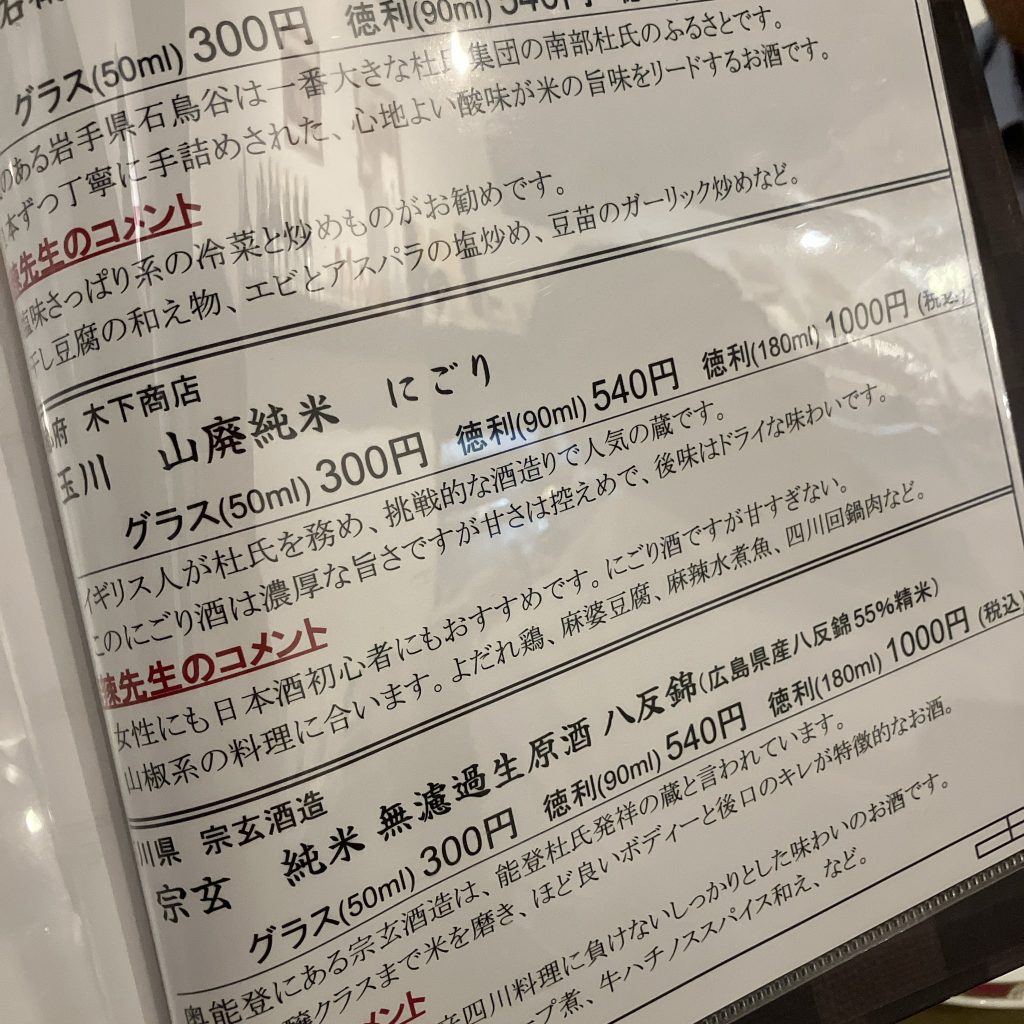 グラス(50ml) 300円 徳利(90ml) 540円
のある岩手県石鳥谷は一番大きな杜氏集団の南部杜氏のふるさとです。
本ずつ丁寧に手詰めされた、心地よい酸味が米の旨味をリードするお酒です。
先生のコメント
塩味さっぱり系の冷菜と炒めものがお勧めです。
干し豆腐の和え物、エビとアスパラの塩炒め、豆苗のガーリック炒めなど。
府 木下商店
玉川 山廃純米 にごり
グラス(50ml) 300円 徳利(90ml) 540円 徳利(180ml) 1000円 (税込)
イギリス人が杜氏を務め、挑戦的な酒造りで人気の蔵です。
このにごり酒は濃厚な旨さですが甘さは控えめで、後味はドライな味わいです。
陳先生のコメント
女性にも日本酒初心者にもおすすめです。にごり酒ですが甘すぎない。
山椒系の料理に合います。よだれ鶏、麻婆豆腐、麻辣水煮魚、四川回鍋肉など。
川県 宗玄酒造
宗玄 純米 無濾過生原酒 八反錦(広島県産八反錦55%精米)
グラス(50ml) 300円 徳利(90ml) 540円 徳利(180ml) 1000円 (税込)
奥能登にある宗玄酒造は、能登杜氏発祥の蔵と言われています。
醸クラスまで米を磨き、ほど良いボディーと後口のキレが特徴的なお酒。
コメント
四川料理に負けないしっかりとした味わいのお酒です。
プ煮、牛ハチノススパイス和え、など。